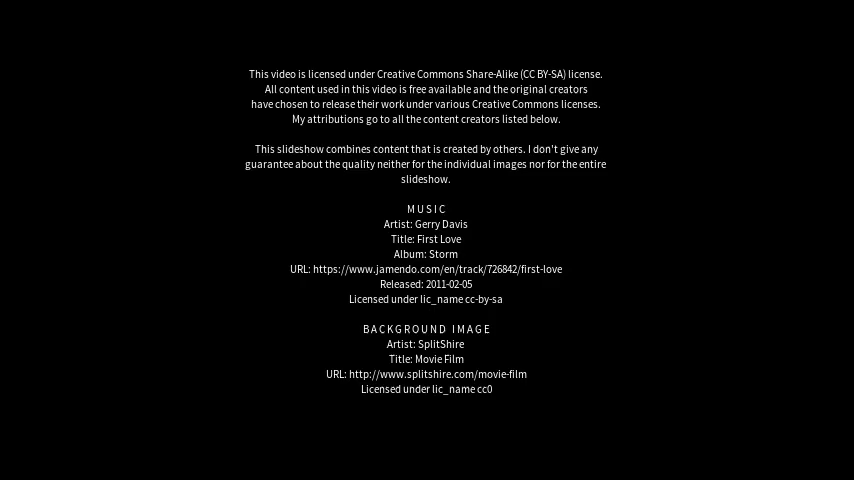 This video is licensed under Creative Commons Share-Alike (CC BY-SA) license.
All content used in this video is free available and the original creators
have chosen to release their work under various Creative Commons licenses.
My attributions go to all the content creators listed below.
This slideshow combines content that is created by others. I don't give any
guarantee about the quality neither for the individual images nor for the entire
slideshow.
MUSIC
Artist: Gerry Davis
Title: First Love
Album: Storm
URL: https://www.jamendo.com/en/track/726842/first-love
Released: 2011-02-05
Licensed under lic_name cc-by-sa
BACKGROUND IMAGE
Artist: SplitShire
Title: Movie Film
URL: http://www.splitshire.com/movie-film
Licensed under lic_name cc0